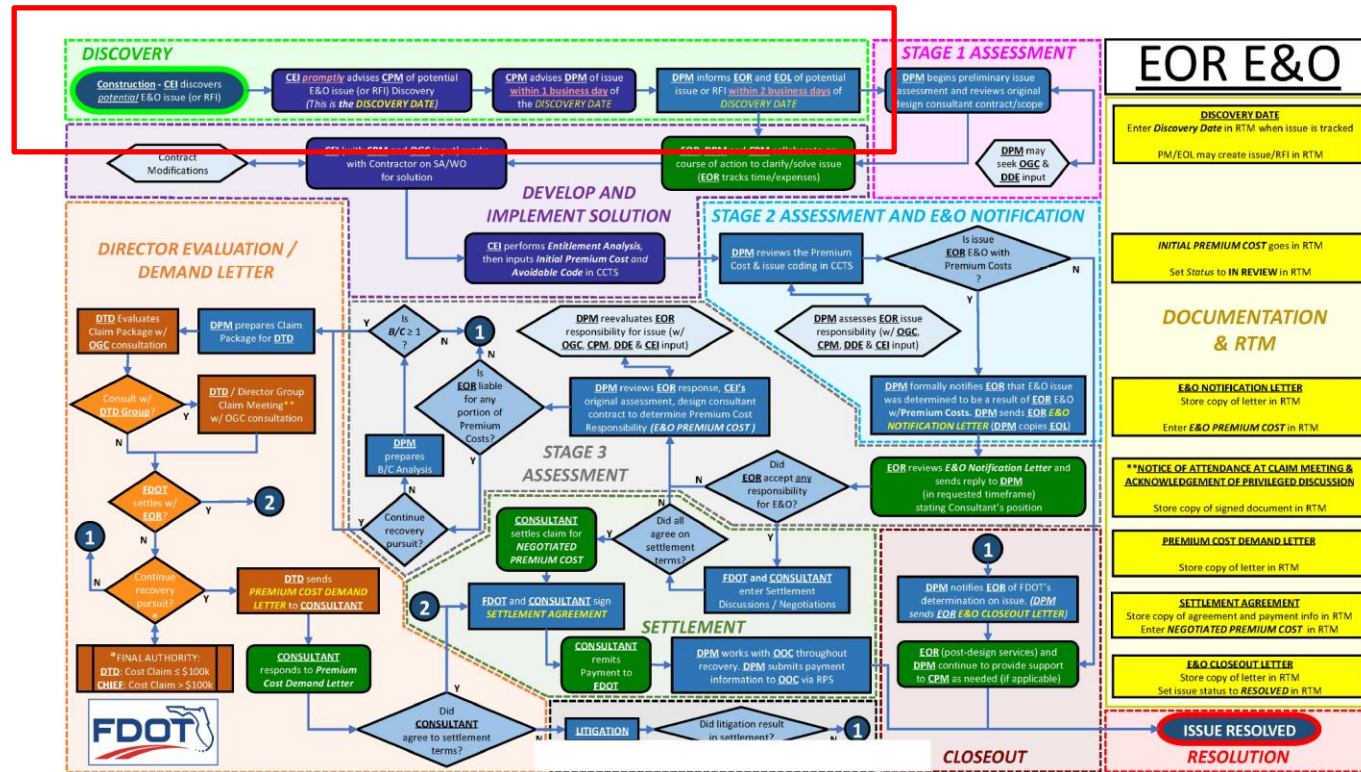 DISCOVERY
Construction - CEI discovers
potential E&O issue (or RFI)
CEI promptly advises CPM of potential
E&O issue (or RFI) Discovery
(This is the DISCOVERY DATE)
CPM advises DPM of issue
within 1 business day of
the DISCOVERY DATE
DPM informs EOR and EOL of potential
issue or RFI within 2 business days of
DISCOVERY DATE
STAGE 1 ASSESSMENT
DPM begins preliminary issue
assessment and reviews original
design consultant contract/scope
DPM may
seek OGC &
DDE input
Contract
Modifications
CEI (with CPM and OGC input) works
with Contractor on SA/WO
for solution
EOR, DPM and CPM collaborate on
course of action to clarify/solve issue
(EOR tracks time/expenses)
DEVELOP AND
IMPLEMENT SOLUTION
CEI performs Entitlement Analysis,
then inputs Initial Premium Cost and
Avoidable Code in CCTS
STAGE 2 ASSESSMENT AND E&O NOTIFICATION
DPM reviews the Premium
Cost & issue coding in CCTS
Is issue
EOR E&O with
Premium Costs
?
N
Y
DPM assesses EOR issue
responsibility (w/ OGC,
CPM, DDE & CEI input)
DPM formally notifies EOR that E&O issue
was determined to be a result of EOR E&O
w/Premium Costs. DPM sends EOR E&O
NOTIFICATION LETTER (DPM copies EOL)
EOR reviews E&O Notification Letter and
sends reply to DPM
(in requested timeframe)
stating Consultant's position
DPM reevaluates EOR
responsibility for issue (w/
OGC, CPM, DDE & CEI input)
DPM reviews EOR response, CEI's
original assessment, design consultant
contract to determine Premium Cost
Responsibility (E&O PREMIUM COST )
STAGE 3
ASSESSMENT
Did
EOR accept any
responsibility
for E&O?
N
Y
Is
EOR liable
for any
portion of
Premium Costs?
N
Y
1
Is
B/C ≥ 1
?
Y
N
DPM
prepares
B/C Analysis
Continue
recovery
pursuit?
N
Y
DIRECTOR EVALUATION /
DEMAND LETTER
DTD Evaluates
Claim Package w/
OGC consultation
DPM prepares Claim
Package for DTD
Consult w/
DTD Group?
Y
N
DTD / Director Group
Claim Meeting**
w/ OGC consultation
FDOT
settles w/
EOR?
Y
N
2
1
Continue
recovery
pursuit?
*
N
Y
DTD sends
PREMIUM COST DEMAND
LETTER to CONSULTANT
*FINAL AUTHORITY:
DTD: Cost Claim ≤ $100k
CHIEF: Cost Claim > $100k
CONSULTANT
responds to Premium
Cost Demand Letter
Did
CONSULTANT
agree to settlement
terms?
Y
N
FDOT
2
CONSULTANT
settles claim for
NEGOTIATED
PREMIUM COST
Did all
agree on
settlement
terms?
Y
N
FDOT and CONSULTANT
enter Settlement
Discussions / Negotiations
FDOT and CONSULTANT sign
SETTLEMENT AGREEMENT
SETTLEMENT
CONSULTANT
remits
Payment to
FDOT
DPM works with OOC throughout
recovery. DPM submits payment
information to OOC via RPS
LITIGATION
Did litigation result
in settlement?
1
1
DPM notifies EOR of FDOT's
determination on issue. (DPM
sends EOR E&O CLOSEOUT LETTER)
EOR (post-design services) and
DPM continue to provide support
to CPM as needed (if applicable)
CLOSEOUT
ISSUE RESOLVED
RESOLUTION
EOR E&O
DISCOVERY DATE
Enter Discovery Date in RTM when issue is tracked
PM/EOL may create issue/RFI in RTM
INITIAL PREMIUM COST goes in RTM
Set Status to IN REVIEW in RTM
DOCUMENTATION
& RTM
E&O NOTIFICATION LETTER
Store copy of letter in RTM
Enter E&O PREMIUM COST in RTM
**NOTICE OF ATTENDANCE AT CLAIM MEETING &
ACKNOWLEDGEMENT OF PRIVILEGED DISCUSSION
Store copy of signed document in RTM
PREMIUM COST DEMAND LETTER
Store copy of letter in RTM
SETTLEMENT AGREEMENT
Store copy of agreement and payment info in RTM
Enter NEGOTIATED PREMIUM COST in RTM
E&O CLOSEOUT LETTER
Store copy of letter in RTM
Set issue status to RESOLVED in RTM